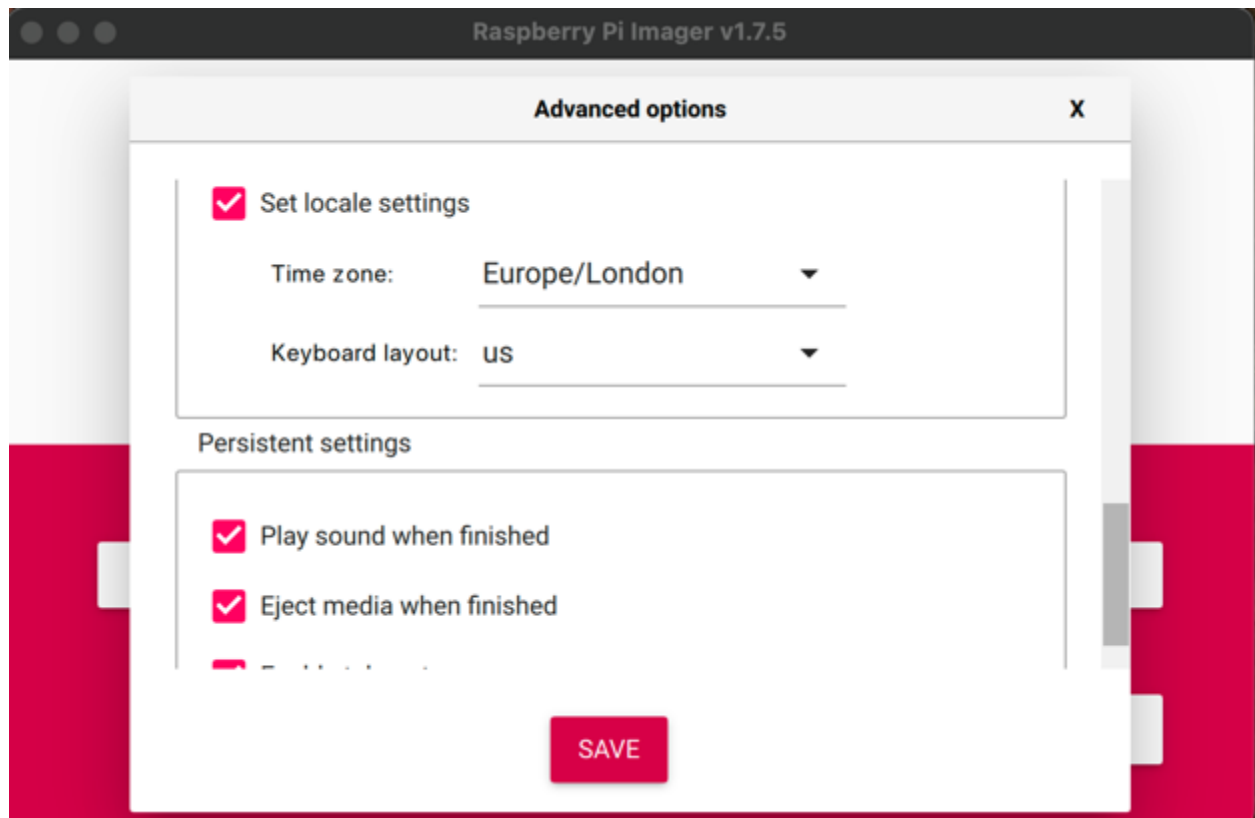 Raspberry Pi Imager v1.7.5
Advanced options X
Set locale settings
Time zone: Europe/London
Keyboard layout: us
Persistent settings
Play sound when finished
Eject media when finished
SAVE